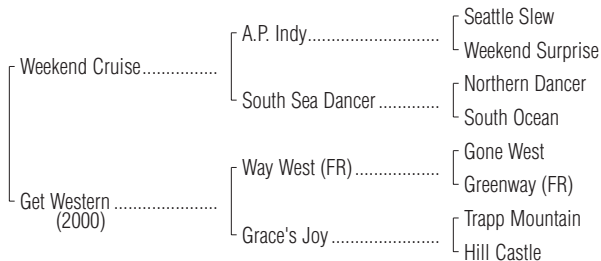 Seattle Slew
A.P. Indy..........................
Weekend Surprise
Weekend Cruise...............
Northern Dancer
South Sea Dancer ............
South Ocean
Gone West
Way West (FR) .................
Greenway (FR)
Get Western .....................
(2000)
Trapp Mountain
Grace's Joy ......................
Hill Castle